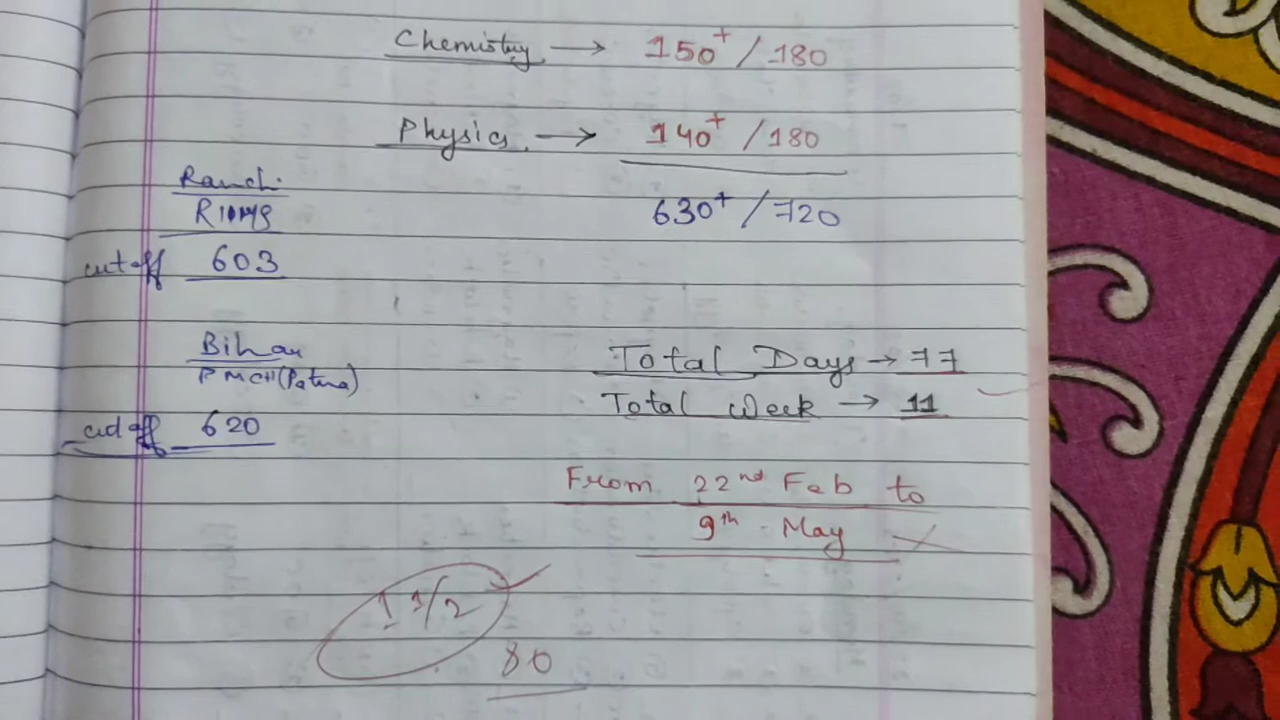 Chemistry → 150+ / 180
Physics → 140+ / 180
630+ / 720
Ranchi
RIMS
cutoff 603
Bihar
PMCH (Patna)
cutoff 620
Total Days → 77
Total Week → 11
From 22nd Feb to
9th May
1 1/2
80